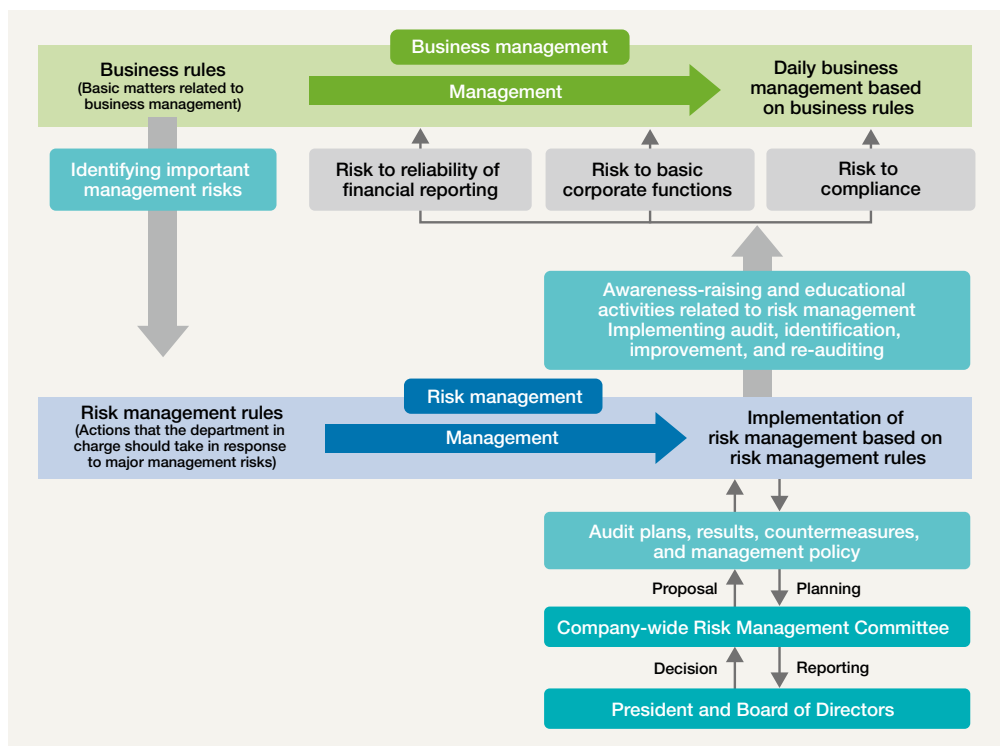 Business management
Business rules
(Basic matters related to
business management)
Management
Daily business
management based
on business rules
Identifying important
management risks
Risk to reliability of
financial reporting
Risk to basic
corporate functions
Risk to
compliance
Awareness-raising and educational
activities related to risk management
Implementing audit, identification,
improvement, and re-auditing
Risk management
Risk management rules
(Actions that the department in
charge should take in response
to major management risks)
Management
Implementation of
risk management based on
risk management rules
Audit plans, results, countermeasures,
and management policy
Proposal
Planning
Company-wide Risk Management Committee
Decision
Reporting
President and Board of Directors